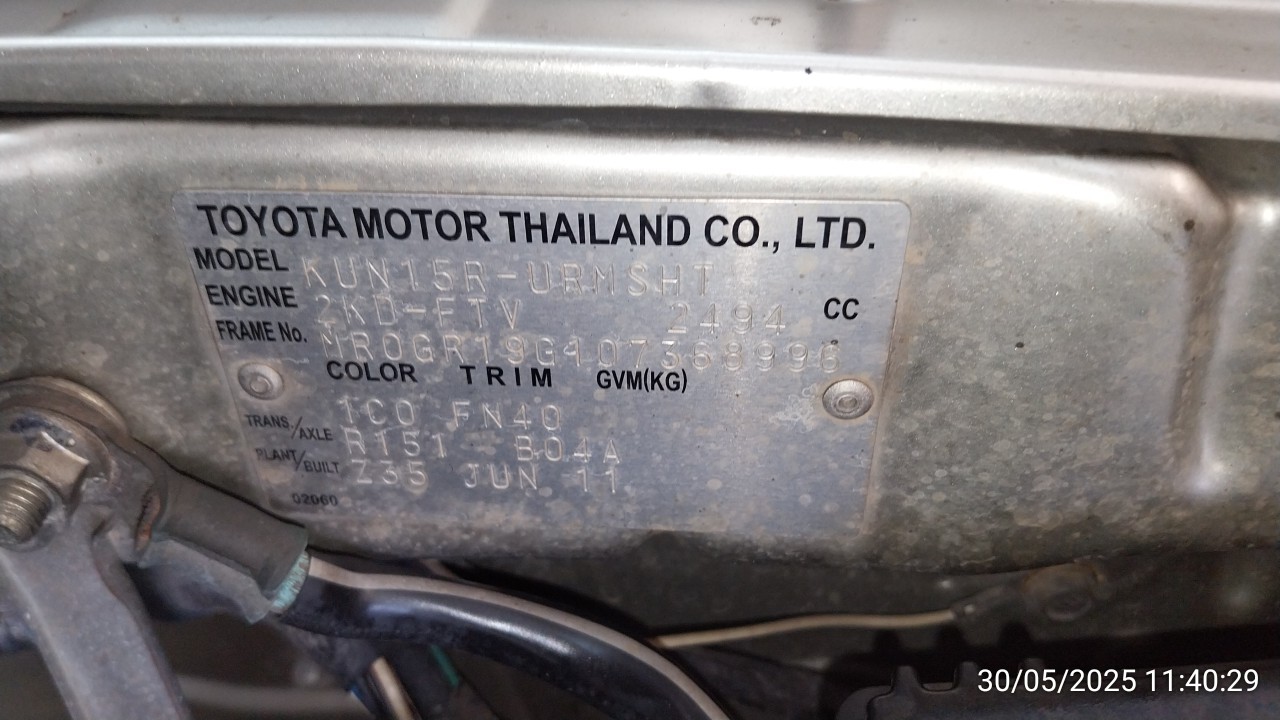 TOYOTA MOTOR THAILAND CO., LTD.
MODEL KUN15R-URMSHT
ENGINE 2KD-FTV 2494 CC
FRAME No. MR0GR19G107368996
COLOR TRIM GVM(KG)
1C0 FN40
TRANS./AXLE R151 B04A
PLANT/BUILT Z35 JUN 11
02060
30/05/2025 11:40:29